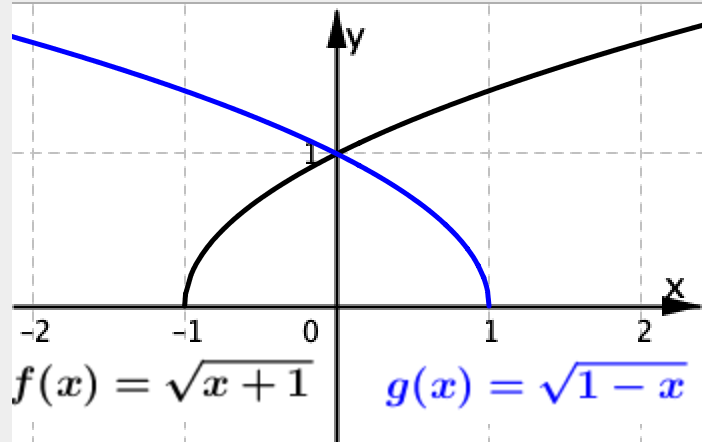 y
1
x
-2 -1 0 1 2
f(x) = √(x + 1) g(x) = √(1 − x)